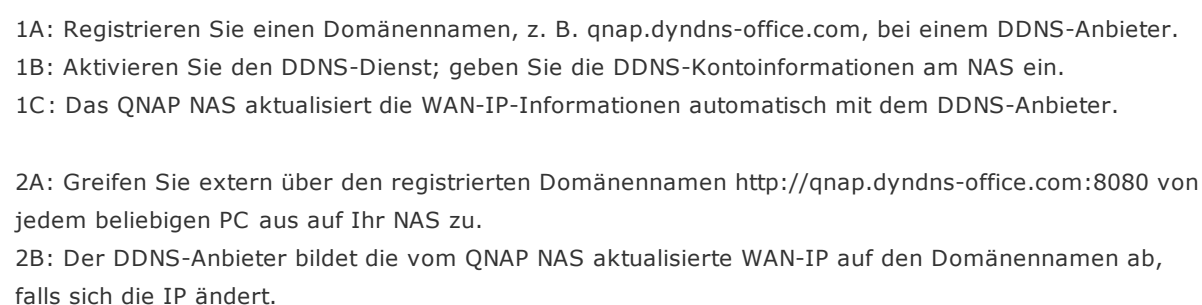 1A: Registrieren Sie einen Domänennamen, z. B. qnap.dyndns-office.com, bei einem DDNS-Anbieter.
1B: Aktivieren Sie den DDNS-Dienst; geben Sie die DDNS-Kontoinformationen am NAS ein.
1C: Das QNAP NAS aktualisiert die WAN-IP-Informationen automatisch mit dem DDNS-Anbieter.
2A: Greifen Sie extern über den registrierten Domänennamen http://qnap.dyndns-office.com:8080 von
jedem beliebigen PC aus auf Ihr NAS zu.
2B: Der DDNS-Anbieter bildet die vom QNAP NAS aktualisierte WAN-IP auf den Domänennamen ab,
falls sich die IP ändert.